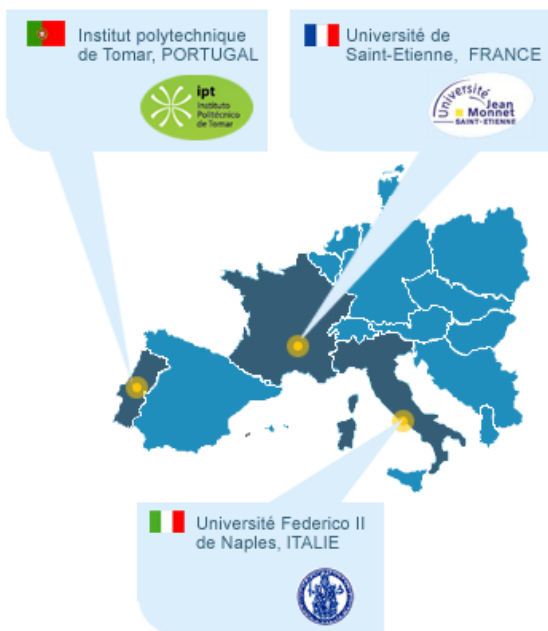 Institut polytechnique
de Tomar, PORTUGAL
ipt
Instituto
Politécnico
de Tomar
Université de
Saint-Etienne, FRANCE
Université
Jean
Monnet
SAINT-ETIENNE
Université Federico II
de Naples, ITALIE